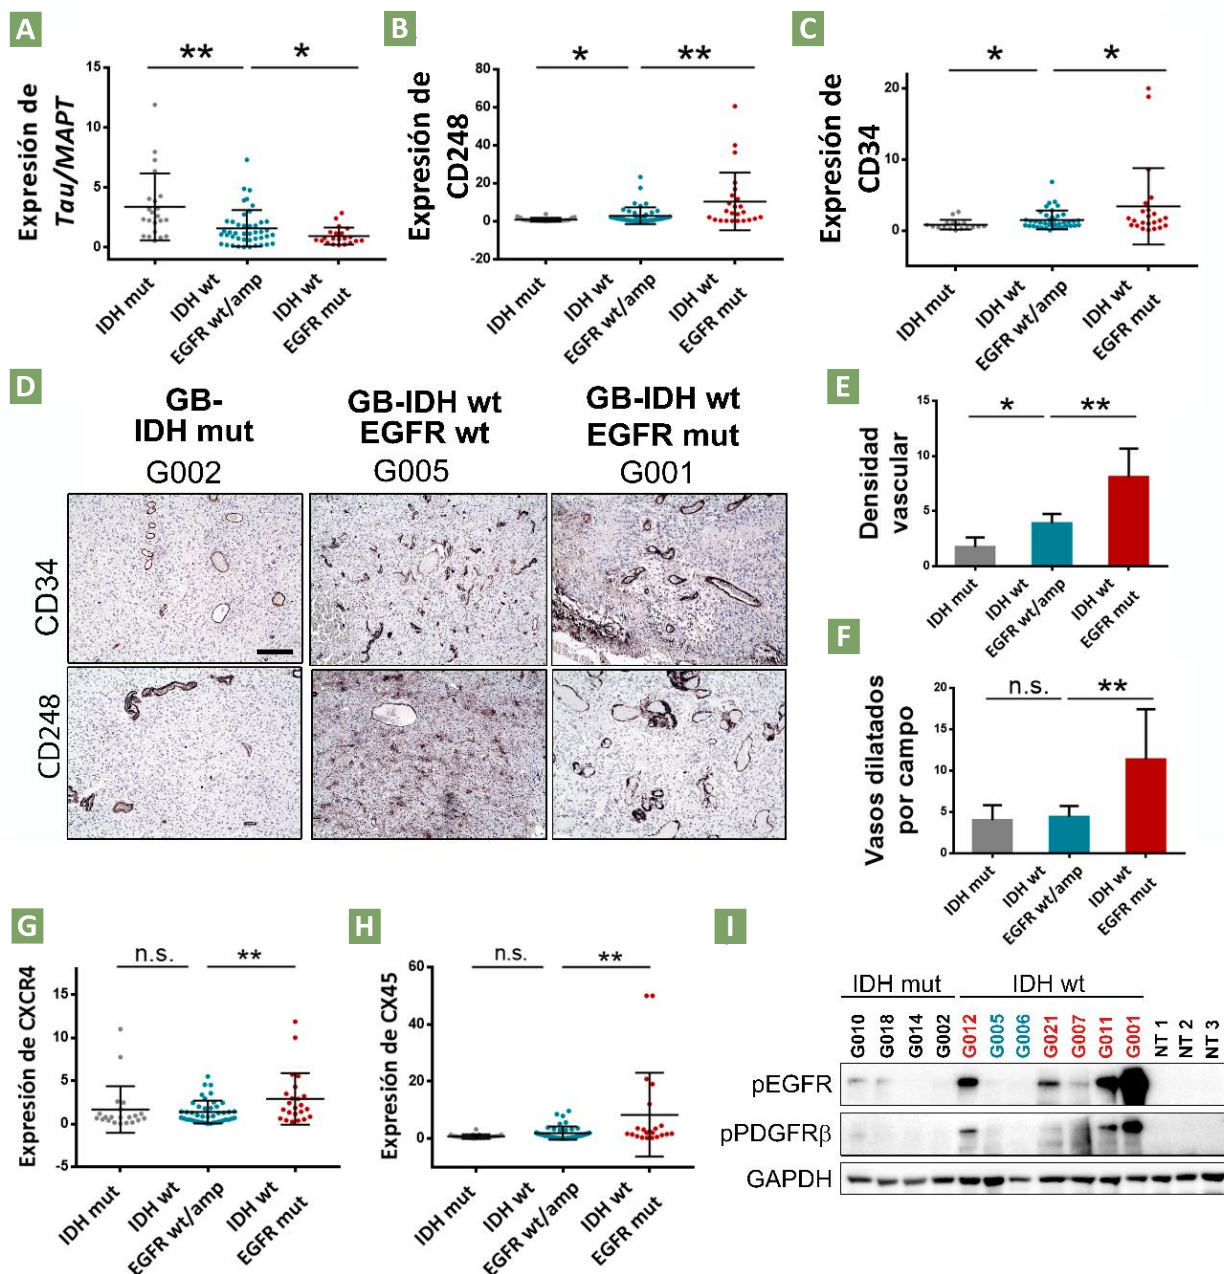 A
Expresión de
Tau/MAPT
15
10
5
0
** *
IDH mut
IDH wt
EGFR wt/amp
IDH wt
EGFR mut
B
Expresión de
CD248
80
60
40
20
0
-20
* **
IDH mut
IDH wt
EGFR wt/amp
IDH wt
EGFR mut
C
Expresión de
CD34
20
10
0
* *
IDH mut
IDH wt
EGFR wt/amp
IDH wt
EGFR mut
D
GB-
IDH mut
G002
GB-IDH wt
EGFR wt
G005
GB-IDH wt
EGFR mut
G001
CD34
CD248
E
Densidad
vascular
15
10
5
0
* **
IDH mut
IDH wt
EGFR wt/amp
IDH wt
EGFR mut
F
Vasos dilatados
por campo
20
15
10
5
0
n.s. **
IDH mut
IDH wt
EGFR wt/amp
IDH wt
EGFR mut
G
Expresión de CXCR4
15
10
5
0
-5
n.s. **
IDH mut
IDH wt
EGFR wt/amp
IDH wt
EGFR mut
H
Expresión de CX45
60
40
20
0
n.s. **
IDH mut
IDH wt
EGFR wt/amp
IDH wt
EGFR mut
I
IDH mut IDH wt
G010 G018 G014 G002 G012 G005 G006 G021 G007 G011 G001 NT 1 NT 2 NT 3
pEGFR
pPDGFRβ
GAPDH